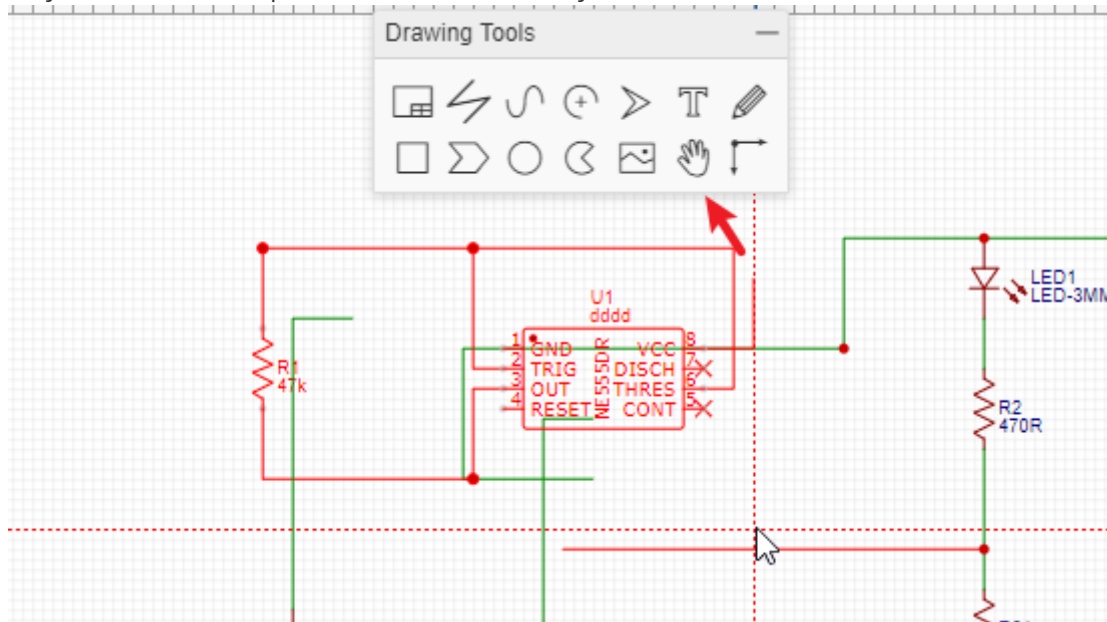 Drawing Tools
T
U1
dddd
1
GND
VCC
8
2
TRIG
DISCH
7
3
OUT
THRES
6
4
RESET
CONT
5
NE555DR
R1
47k
LED1
LED-3MM
R2
470R